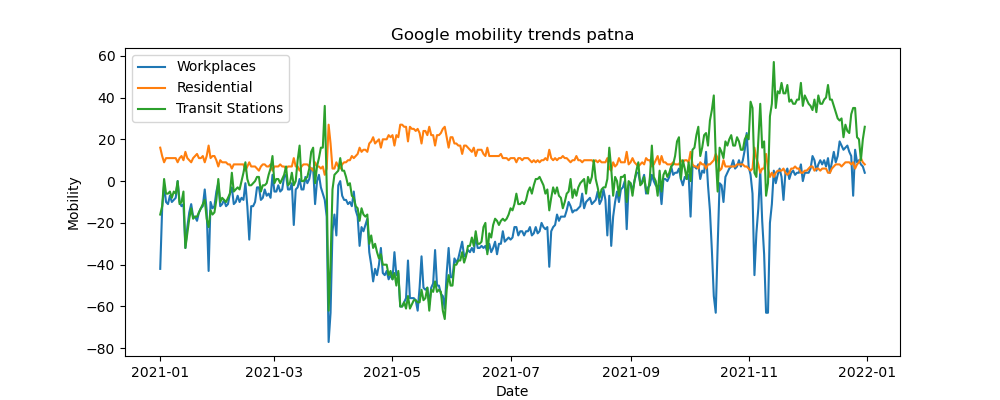 Google mobility trends patna
Workplaces
Residential
Transit Stations
60
40
20
0
−20
−40
−60
−80
Mobility
2021-01 2021-03 2021-05 2021-07 2021-09 2021-11 2022-01
Date